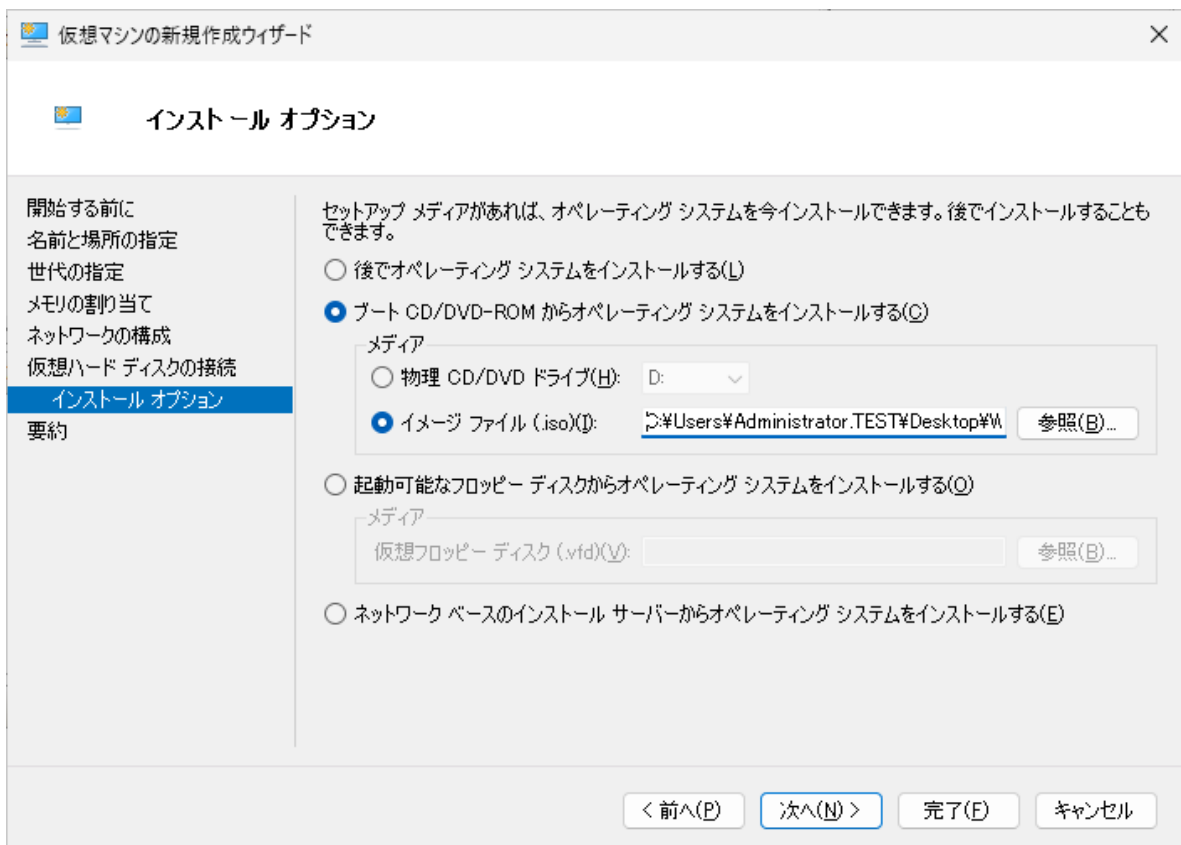 仮想マシンの新規作成ウィザード
インストール オプション
開始する前に
名前と場所の指定
世代の指定
メモリの割り当て
ネットワークの構成
仮想ハード ディスクの接続
インストール オプション
要約
セットアップ メディアがあれば、オペレーティング システムを今インストールできます。後でインストールすることも
できます。
後でオペレーティング システムをインストールする(L)
ブート CD/DVD-ROM からオペレーティング システムをインストールする(C)
メディア
物理 CD/DVD ドライブ(H): D:
イメージ ファイル (.iso)(I): C:¥Users¥Administrator.TEST¥Desktop¥W 参照(B)...
起動可能なフロッピー ディスクからオペレーティング システムをインストールする(O)
メディア
仮想フロッピー ディスク (.vfd)(V): 参照(B)...
ネットワーク ベースのインストール サーバーからオペレーティング システムをインストールする(E)
< 前へ(P) 次へ(N) > 完了(F) キャンセル